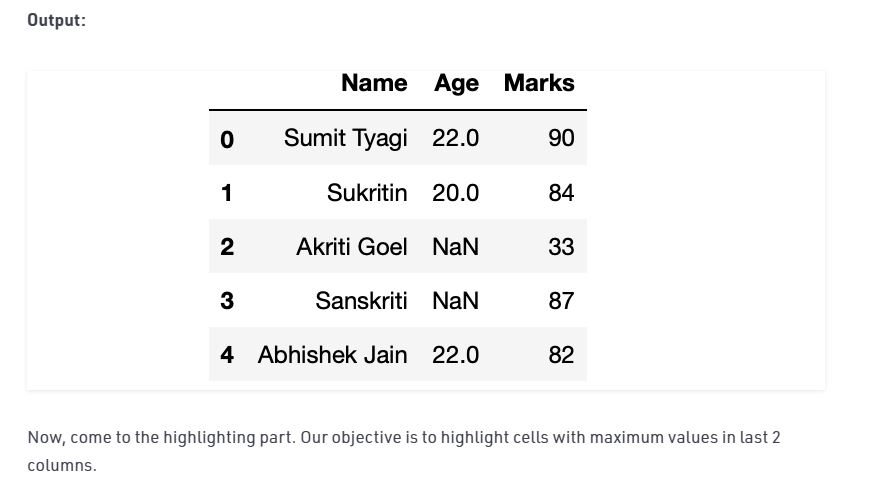 Output:
Name Age Marks
0 Sumit Tyagi 22.0 90
1 Sukritin 20.0 84
2 Akriti Goel NaN 33
3 Sanskriti NaN 87
4 Abhishek Jain 22.0 82
Now, come to the highlighting part. Our objective is to highlight cells with maximum values in last 2
columns.